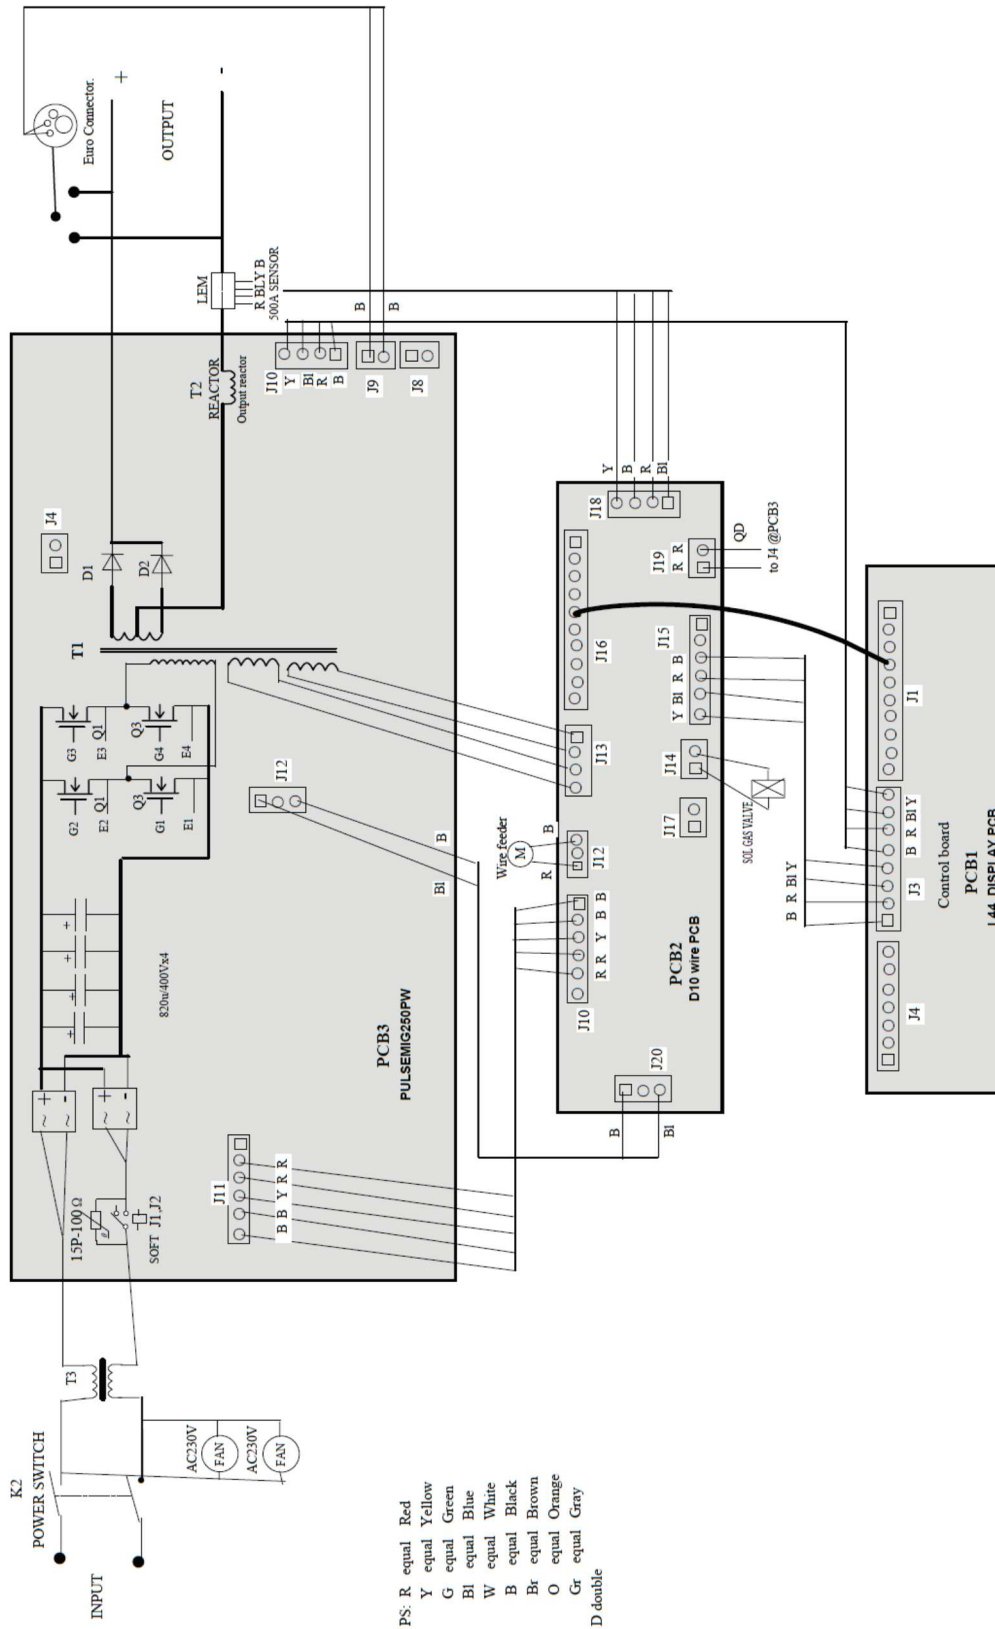 K2
POWER SWITCH
INPUT
T3
AC230V
FAN
AC230V
FAN
15P-100Ω
SOFT J1,J2
~ +
~ -
~ +
~ -
+
+
+
+
820u/400Vx4
G2
Q1
E2
G3
Q1
E3
Q3
G1
E1
Q3
G4
E4
T1
D1
D2
J4
T2
REACTOR
Output reactor
LEM
R BLY B
500A SENSOR
Euro Connector.
+
OUTPUT
-
J11
B B Y R R
J12
Bl B
J10
Y
Bl
R
B
J9
B
B
J8
PCB3
PULSEMIG250PW
Wire feeder
M
R B
J10
R R Y B B
J12
J13
J16
J18
Y
B
R
Bl
J19
R R
QD
to J4 @PCB3
J15
Y Bl R B
J14
J17
SOL GAS VALVE
J20
B
Bl
PCB2
D10 wire PCB
J4
J3
B R Bl Y
B R Bl Y
J1
Control board
PCB1
L44 DISPLAY PCB
PS: R equal Red
Y equal Yellow
G equal Green
Bl equal Blue
W equal White
B equal Black
Br equal Brown
O equal Orange
Gr equal Gray
D double